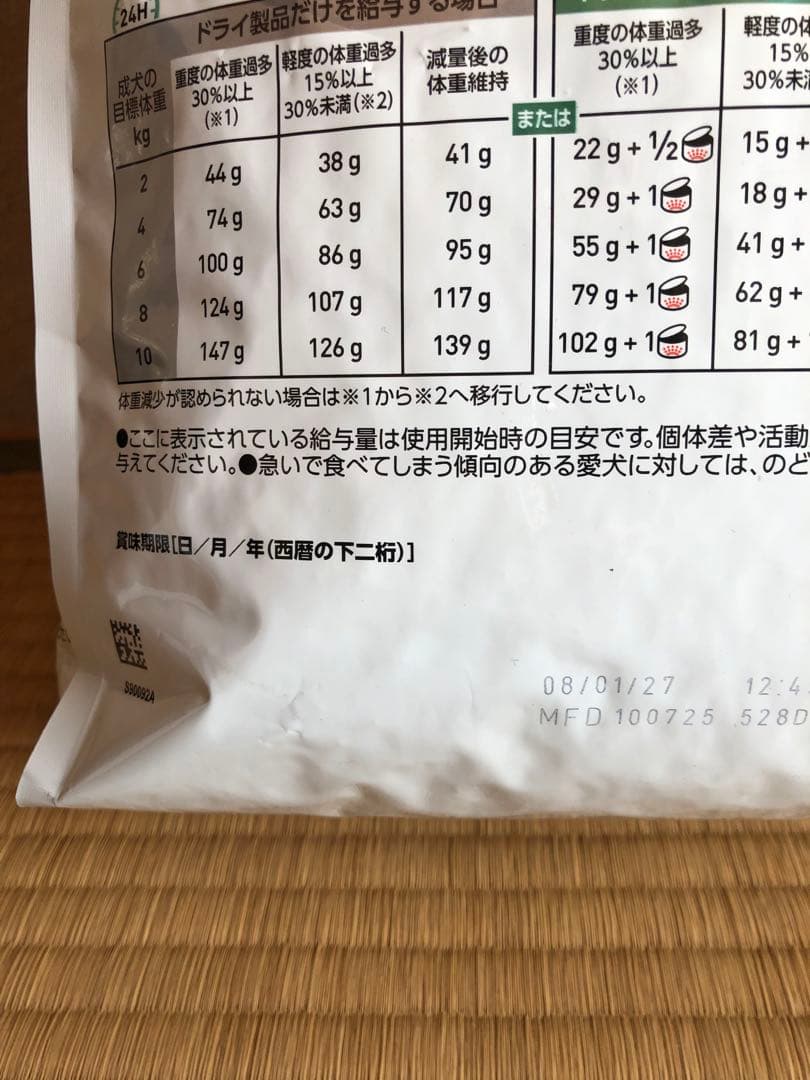 24H
ドライ製品だけを給与する場合
成犬の
目標体重
kg
重度の体重過多
30%以上
(※1)
軽度の体重過多
15%以上
30%未満(※2)
減量後の
体重維持
または
重度の体重過多
30%以上
(※1)
軽度の体
15%
30%未満
2 44g 38g 41g 22g+½ 15g+
4 74g 63g 70g 29g+1 18g+
6 100g 86g 95g 55g+1 41g+
8 124g 107g 117g 79g+1 62g+
10 147g 126g 139g 102g+1 81g+
体重減少が認められない場合は※1から※2へ移行してください。
●ここに表示されている給与量は使用開始時の目安です。個体差や活動
与えてください。●急いで食べてしまう傾向のある愛犬に対しては、のど
賞味期限[日/月/年(西暦の下二桁)]
S90092A
08/01/27 12:4
MFD 100725 528D